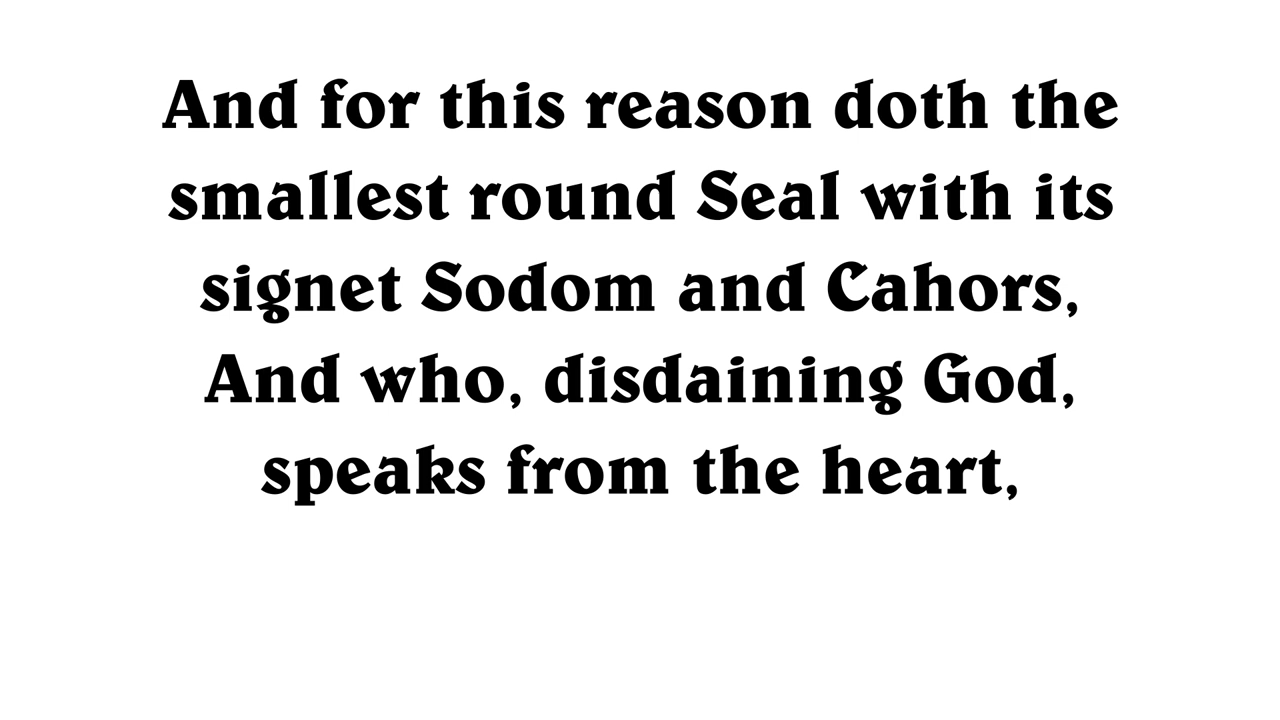 And for this reason doth the
smallest round Seal with its
signet Sodom and Cahors,
And who, disdaining God,
speaks from the heart,